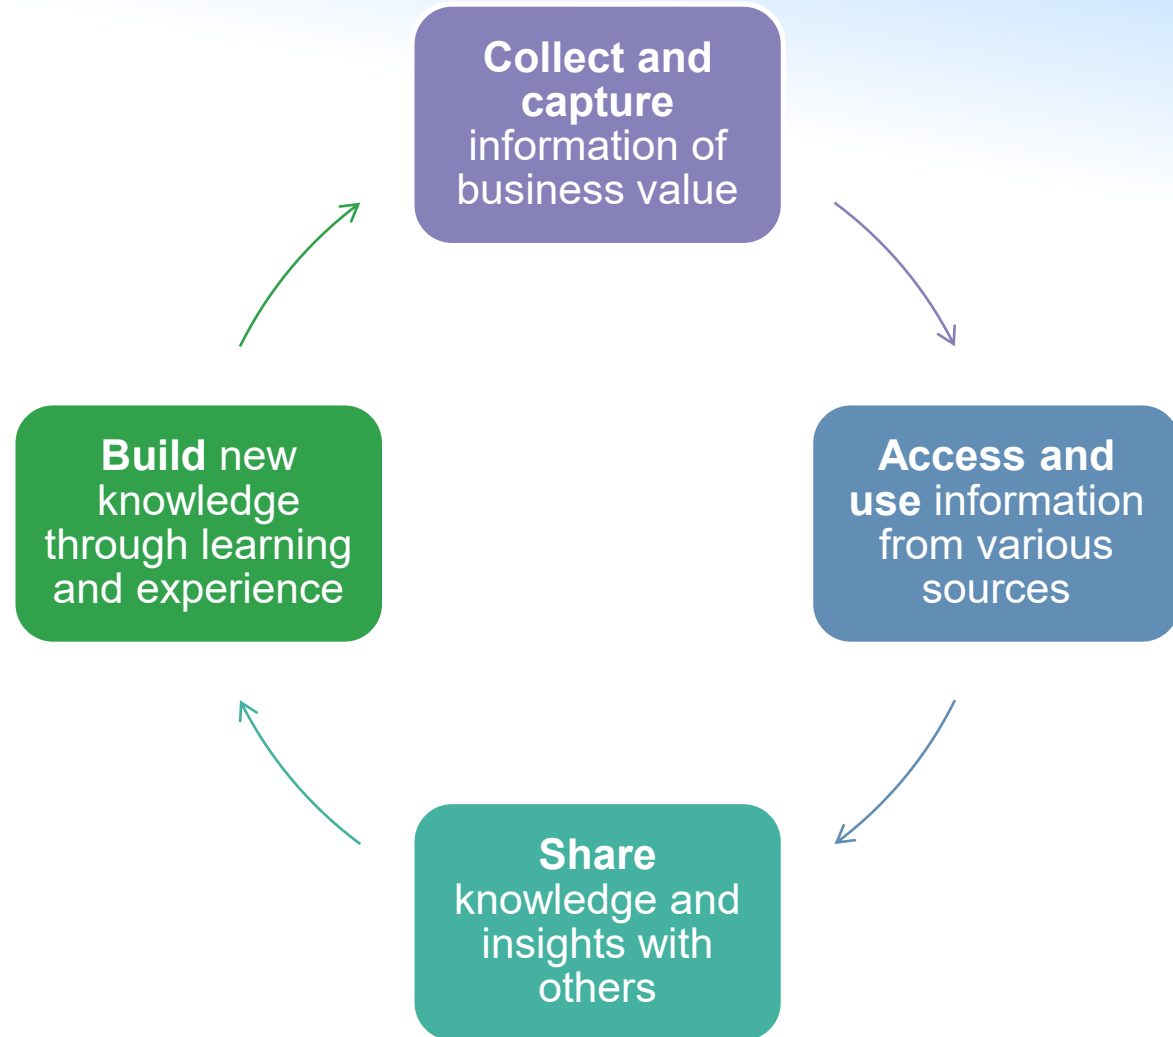 Collect and
capture
information of
business value
Access and
use information
from various
sources
Share
knowledge and
insights with
others
Build new
knowledge
through learning
and experience